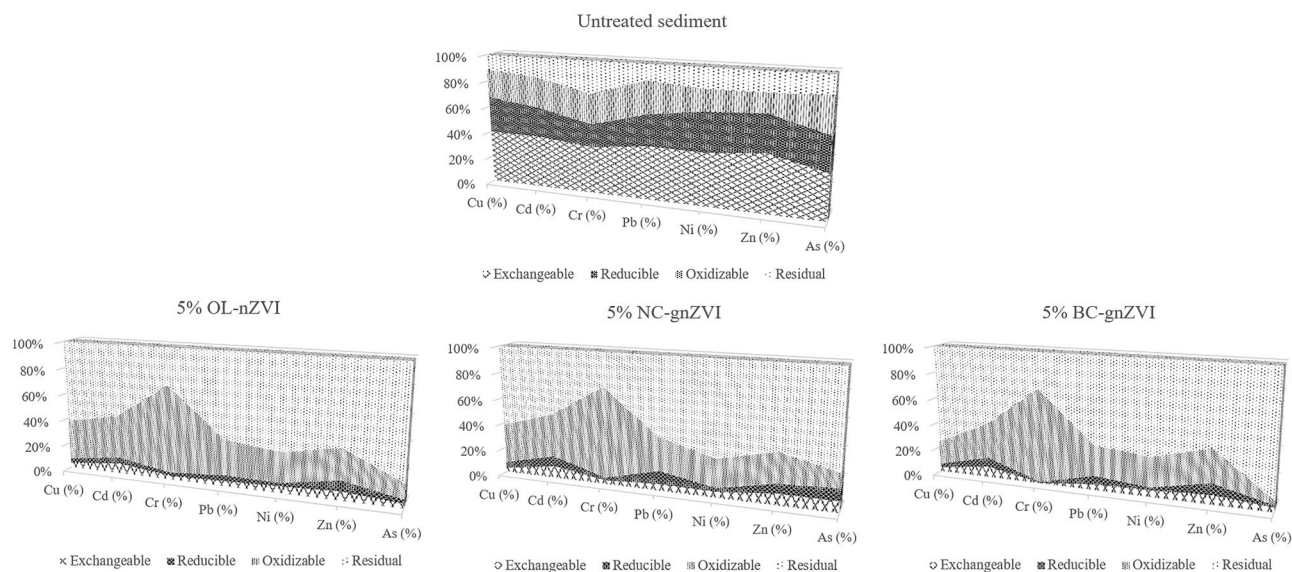 Untreated sediment
100%
80%
60%
40%
20%
0%
Cu (%)
Cd (%)
Cr (%)
Pb (%)
Ni (%)
Zn (%)
As (%)
Exchangeable Reducible Oxidizable Residual
5% OL-nZVI
100%
80%
60%
40%
20%
0%
Cu (%)
Cd (%)
Cr (%)
Pb (%)
Ni (%)
Zn (%)
As (%)
Exchangeable Reducible Oxidizable Residual
5% NC-gnZVI
100%
80%
60%
40%
20%
0%
Cu (%)
Cd (%)
Cr (%)
Pb (%)
Ni (%)
Zn (%)
As (%)
Exchangeable Reducible Oxidizable Residual
5% BC-gnZVI
100%
80%
60%
40%
20%
0%
Cu (%)
Cd (%)
Cr (%)
Pb (%)
Ni (%)
Zn (%)
As (%)
Exchangeable Reducible Oxidizable Residual